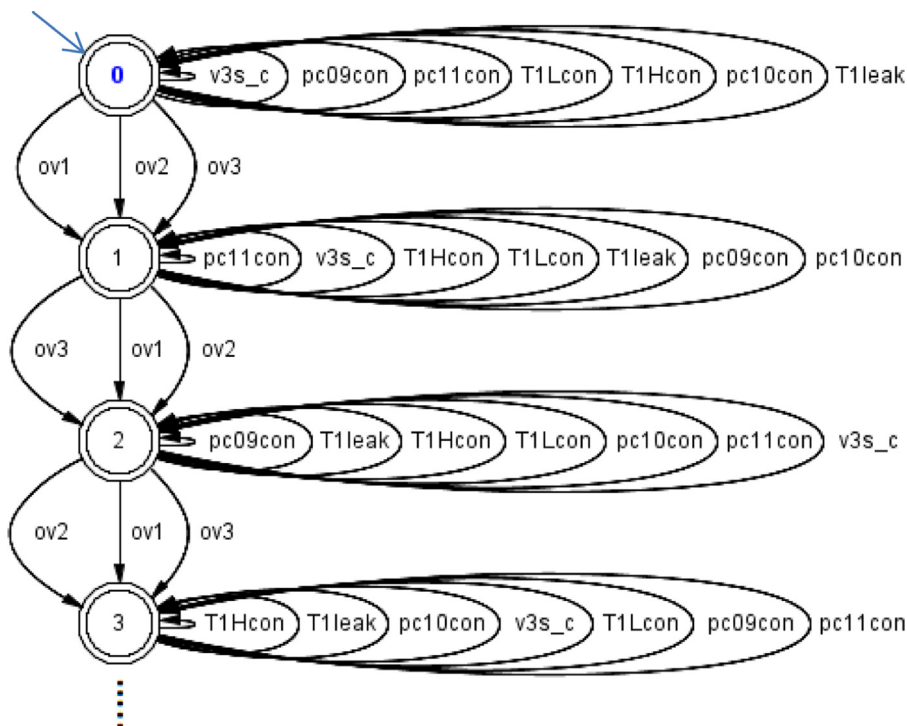 0 v3s_c pc09con pc11con T1Lcon T1Hcon pc10con T1leak
ov1 ov2 ov3
1 pc11con v3s_c T1Hcon T1Lcon T1leak pc09con pc10con
ov3 ov1 ov2
2 pc09con T1leak T1Hcon T1Lcon pc10con pc11con v3s_c
ov2 ov1 ov3
3 T1Hcon T1leak pc10con v3s_c T1Lcon pc09con pc11con